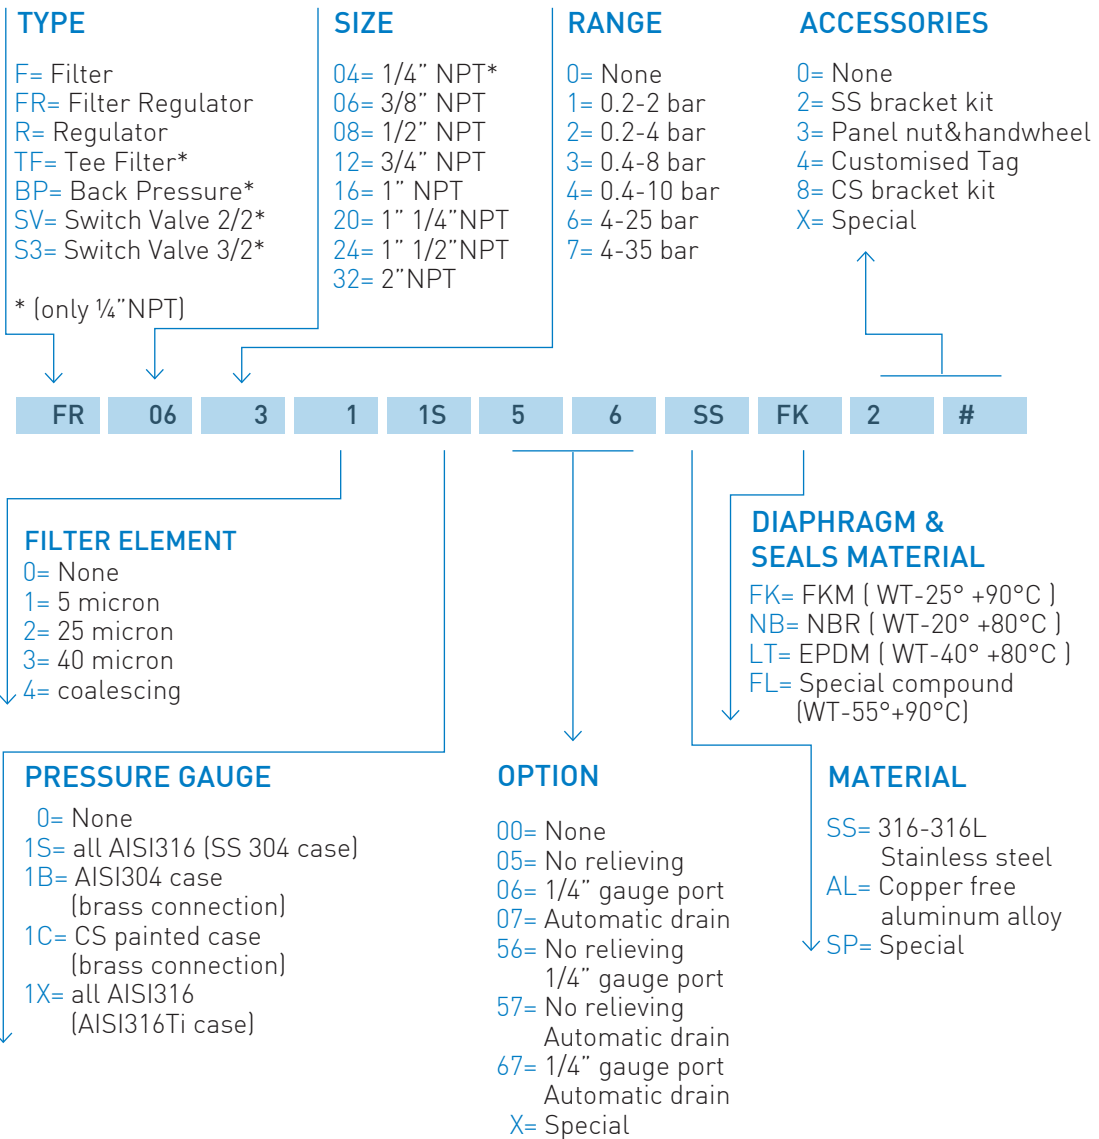 TYPE
F= Filter
FR= Filter Regulator
R= Regulator
TF= Tee Filter*
BP= Back Pressure*
SV= Switch Valve 2/2*
S3= Switch Valve 3/2*
* (only ¼”NPT)
SIZE
04= 1/4” NPT*
06= 3/8” NPT
08= 1/2” NPT
12= 3/4” NPT
16= 1” NPT
20= 1” 1/4”NPT
24= 1” 1/2”NPT
32= 2”NPT
RANGE
0= None
1= 0.2-2 bar
2= 0.2-4 bar
3= 0.4-8 bar
4= 0.4-10 bar
6= 4-25 bar
7= 4-35 bar
ACCESSORIES
0= None
2= SS bracket kit
3= Panel nut&handwheel
4= Customised Tag
8= CS bracket kit
X= Special
FR 06 3 1 1S 5 6 SS FK 2 #
FILTER ELEMENT
0= None
1= 5 micron
2= 25 micron
3= 40 micron
4= coalescing
DIAPHRAGM &
SEALS MATERIAL
FK= FKM ( WT-25° +90°C )
NB= NBR ( WT-20° +80°C )
LT= EPDM ( WT-40° +80°C )
FL= Special compound
(WT-55°+90°C)
PRESSURE GAUGE
0= None
1S= all AISI316 (SS 304 case)
1B= AISI304 case
(brass connection)
1C= CS painted case
(brass connection)
1X= all AISI316
(AISI316Ti case)
OPTION
00= None
05= No relieving
06= 1/4” gauge port
07= Automatic drain
56= No relieving
1/4” gauge port
57= No relieving
Automatic drain
67= 1/4” gauge port
Automatic drain
X= Special
MATERIAL
SS= 316-316L
Stainless steel
AL= Copper free
aluminum alloy
SP= Special